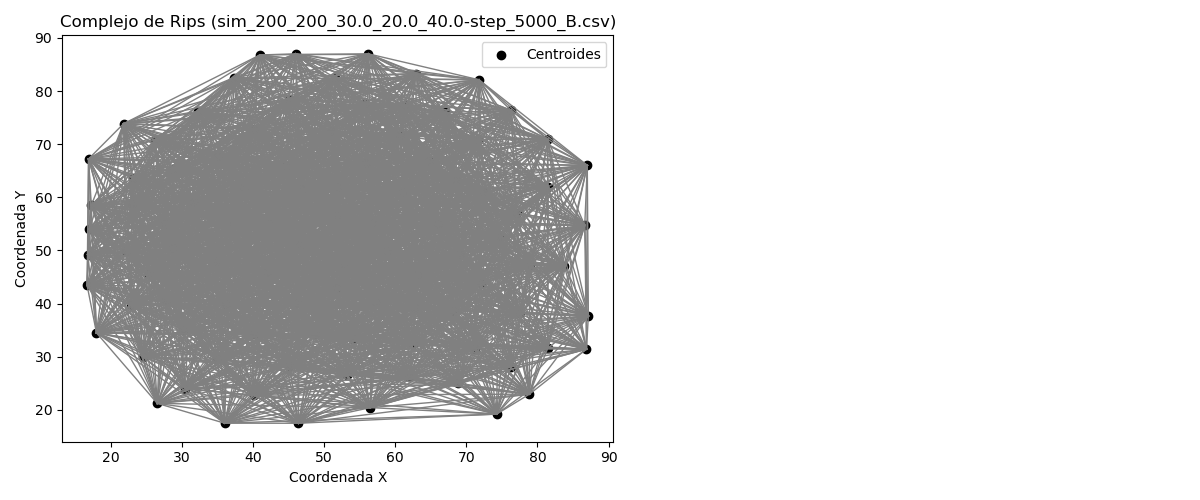 Complejo de Rips (sim_200_200_30.0_20.0_40.0-step_5000_B.csv)
Centroides
Coordenada Y
90
80
70
60
50
40
30
20
20 30 40 50 60 70 80 90
Coordenada X